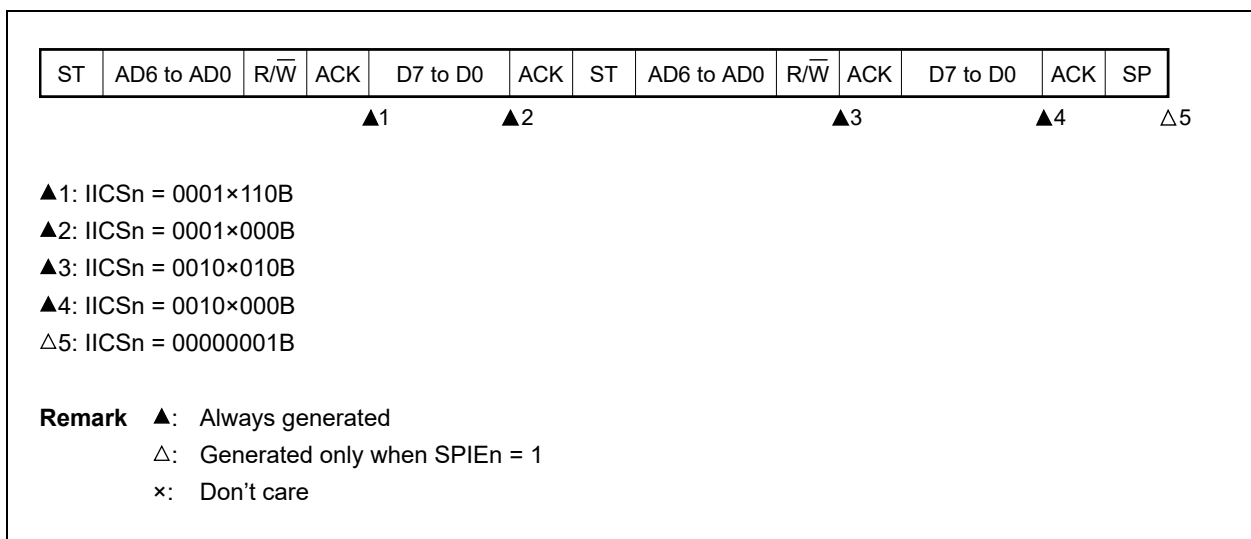 ST AD6 to AD0 R/W̅ ACK D7 to D0 ACK ST AD6 to AD0 R/W̅ ACK D7 to D0 ACK SP
▲1 ▲2 ▲3 ▲4 △5
▲1: IICSn = 0001×110B
▲2: IICSn = 0001×000B
▲3: IICSn = 0010×010B
▲4: IICSn = 0010×000B
△5: IICSn = 00000001B
Remark ▲: Always generated
△: Generated only when SPIEn = 1
×: Don't care